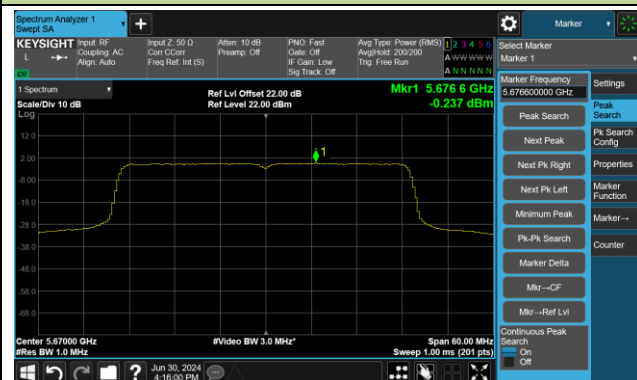 Spectrum Analyzer 1
Swept SA
Marker
KEYSIGHT
L
Input: RF
Coupling: AC
Align: Auto
Input Z: 50 Ω
Corr CCorr
Freq Ref: Int (S)
Atten: 10 dB
Preamp: Off
PNO: Fast
Gate: Off
IF Gain: Low
Sig Track: Off
Avg Type: Power (RMS)
Avg|Hold: 200/200
Trig: Free Run
1 2 3 4 5 6
A W W W W W
A N N N N N
Select Marker
Marker 1
1 Spectrum
Scale/Div 10 dB
Log
Ref Lvl Offset 22.00 dB
Ref Level 22.00 dBm
Mkr1 5.676 6 GHz
-0.237 dBm
12.0
2.00
-8.00
-18.0
-28.0
-38.0
-48.0
-58.0
-68.0
1
Center 5.67000 GHz
#Res BW 1.0 MHz
#Video BW 3.0 MHz*
Span 60.00 MHz
Sweep 1.00 ms (201 pts)
Marker Frequency
5.676600000 GHz
Peak Search
Next Peak
Next Pk Right
Next Pk Left
Minimum Peak
Pk-Pk Search
Marker Delta
Mkr→CF
Mkr→Ref Lvl
Continuous Peak
Search
On
Off
Settings
Peak
Search
Pk Search
Config
Properties
Marker
Function
Marker→
Counter
Jun 30, 2024
4:16:00 PM